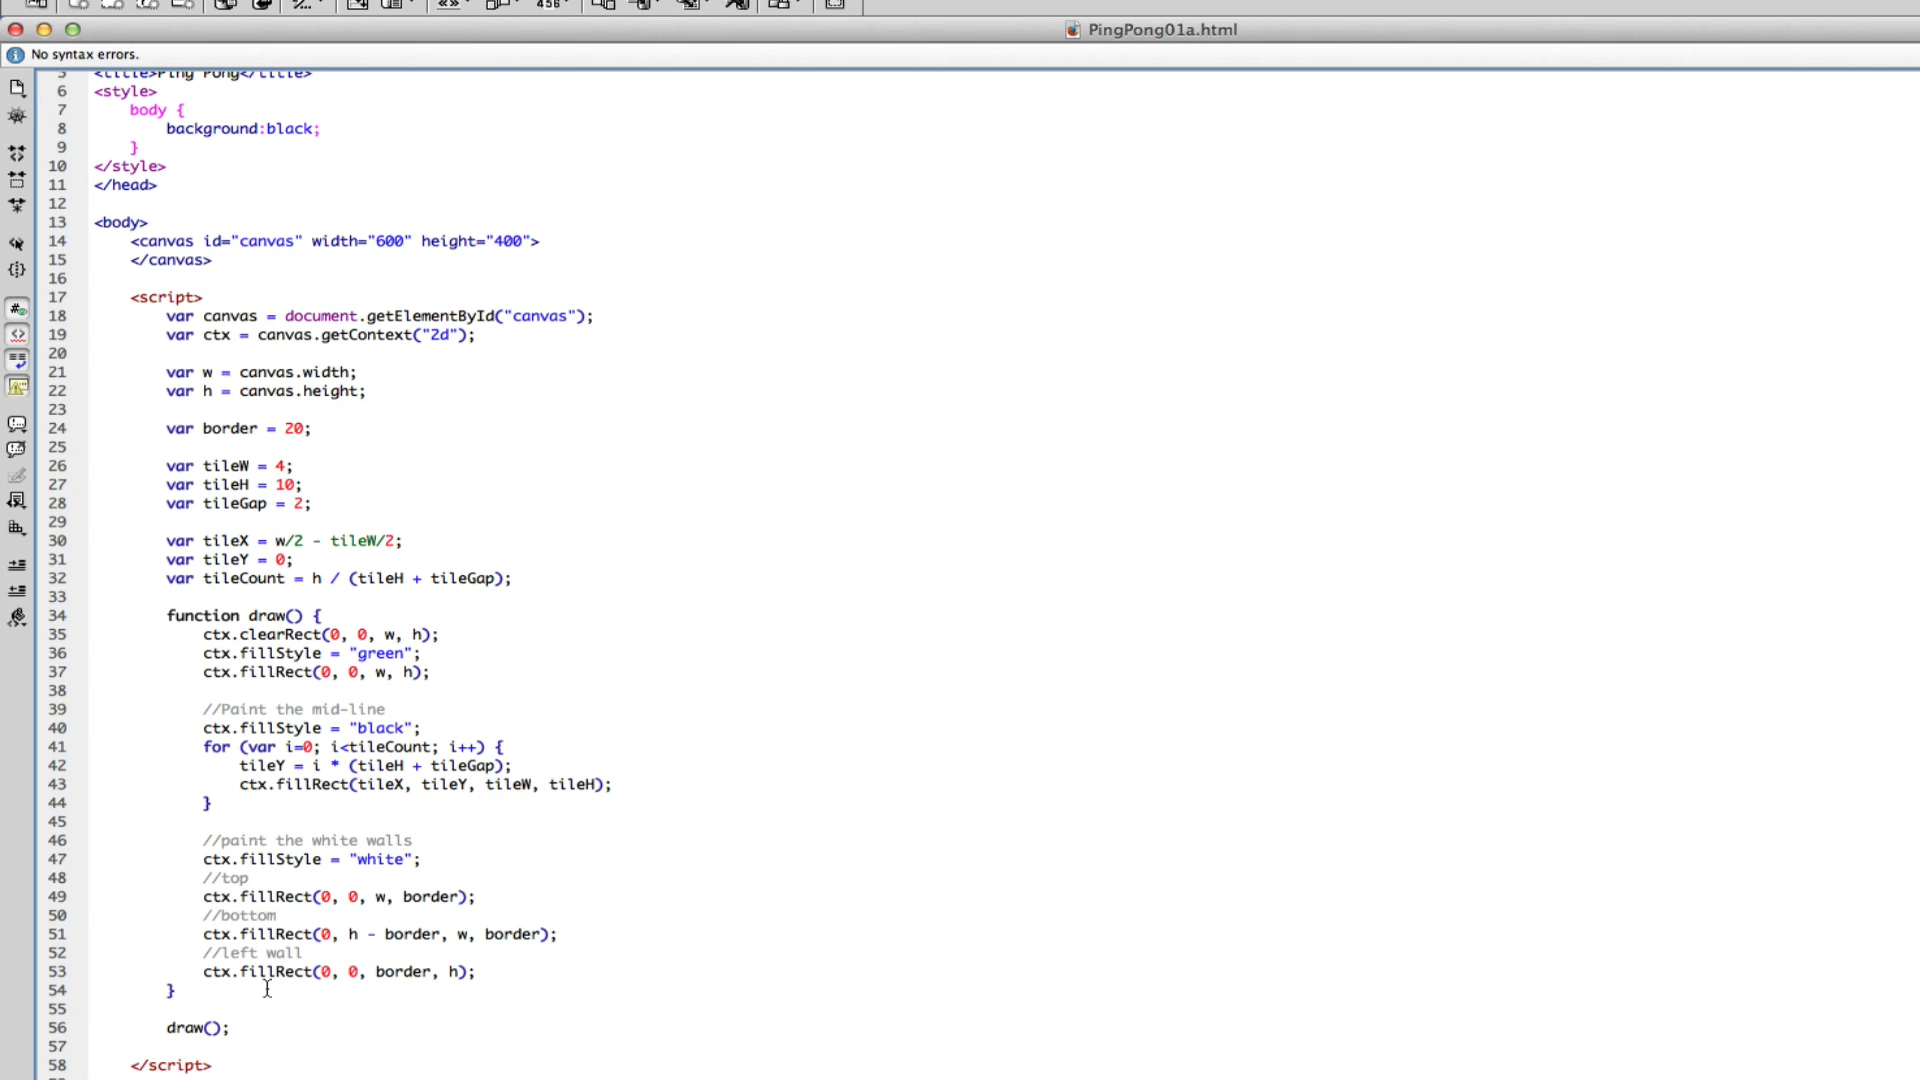 456
PingPong01a.html
No syntax errors.
5 <title>Ping Pong</title>
6 <style>
7 body {
8 background:black;
9 }
10 </style>
11 </head>
12
13 <body>
14 <canvas id="canvas" width="600" height="400">
15 </canvas>
16
17 <script>
18 var canvas = document.getElementById("canvas");
19 var ctx = canvas.getContext("2d");
20
21 var w = canvas.width;
22 var h = canvas.height;
23
24 var border = 20;
25
26 var tileW = 4;
27 var tileH = 10;
28 var tileGap = 2;
29
30 var tileX = w/2 - tileW/2;
31 var tileY = 0;
32 var tileCount = h / (tileH + tileGap);
33
34 function draw() {
35 ctx.clearRect(0, 0, w, h);
36 ctx.fillStyle = "green";
37 ctx.fillRect(0, 0, w, h);
38
39 //Paint the mid-line
40 ctx.fillStyle = "black";
41 for (var i=0; i<tileCount; i++) {
42 tileY = i * (tileH + tileGap);
43 ctx.fillRect(tileX, tileY, tileW, tileH);
44 }
45
46 //paint the white walls
47 ctx.fillStyle = "white";
48 //top
49 ctx.fillRect(0, 0, w, border);
50 //bottom
51 ctx.fillRect(0, h - border, w, border);
52 //left wall
53 ctx.fillRect(0, 0, border, h);
54 }
55
56 draw();
57
58 </script>